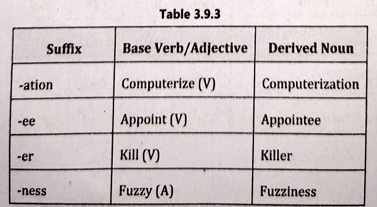 Table 3.9.3
Suffix Base Verb/Adjective Derived Noun
-ation Computerize (V) Computerization
-ee Appoint (V) Appointee
-er Kill (V) Killer
-ness Fuzzy (A) Fuzziness